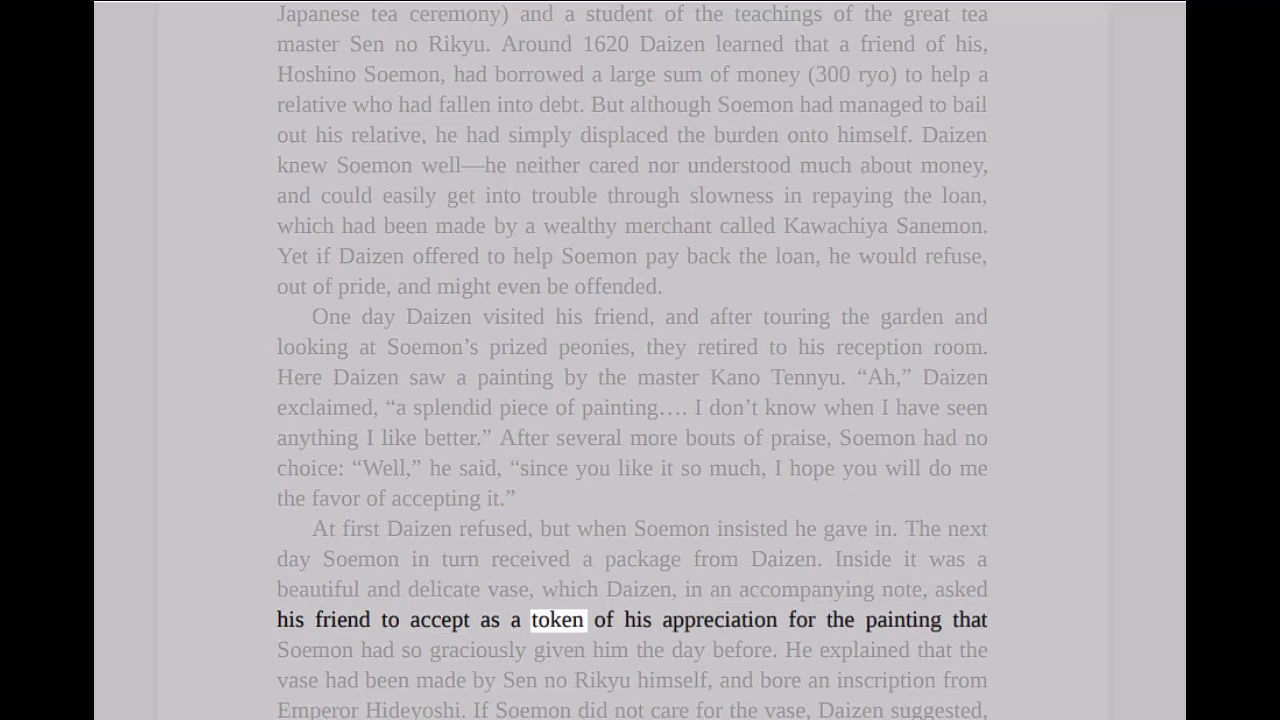 Japanese tea ceremony) and a student of the teachings of the great tea
master Sen no Rikyu. Around 1620 Daizen learned that a friend of his,
Hoshino Soemon, had borrowed a large sum of money (300 ryo) to help a
relative who had fallen into debt. But although Soemon had managed to bail
out his relative, he had simply displaced the burden onto himself. Daizen
knew Soemon well—he neither cared nor understood much about money,
and could easily get into trouble through slowness in repaying the loan,
which had been made by a wealthy merchant called Kawachiya Sanemon.
Yet if Daizen offered to help Soemon pay back the loan, he would refuse,
out of pride, and might even be offended.
One day Daizen visited his friend, and after touring the garden and
looking at Soemon’s prized peonies, they retired to his reception room.
Here Daizen saw a painting by the master Kano Tennyu. “Ah,” Daizen
exclaimed, “a splendid piece of painting…. I don’t know when I have seen
anything I like better.” After several more bouts of praise, Soemon had no
choice: “Well,” he said, “since you like it so much, I hope you will do me
the favor of accepting it.”
At first Daizen refused, but when Soemon insisted he gave in. The next
day Soemon in turn received a package from Daizen. Inside it was a
beautiful and delicate vase, which Daizen, in an accompanying note, asked
his friend to accept as a token of his appreciation for the painting that
Soemon had so graciously given him the day before. He explained that the
vase had been made by Sen no Rikyu himself, and bore an inscription from
Emperor Hideyoshi. If Soemon did not care for the vase, Daizen suggested,